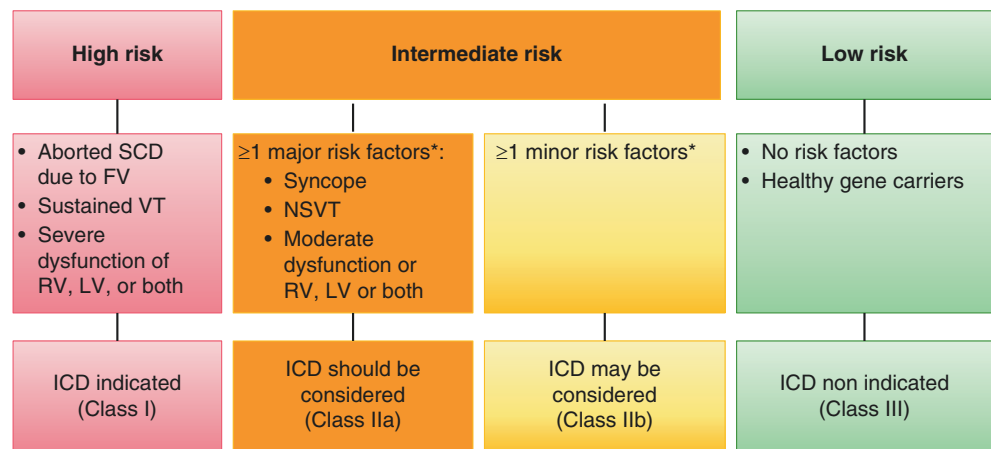 High risk
Intermediate risk
Low risk
• Aborted SCD
due to FV
• Sustained VT
• Severe
dysfunction of
RV, LV, or both
≥1 major risk factors*:
• Syncope
• NSVT
• Moderate
dysfunction or
RV, LV or both
≥1 minor risk factors*
• No risk factors
• Healthy gene carriers
ICD indicated
(Class I)
ICD should be
considered
(Class IIa)
ICD may be
considered
(Class IIb)
ICD non indicated
(Class III)